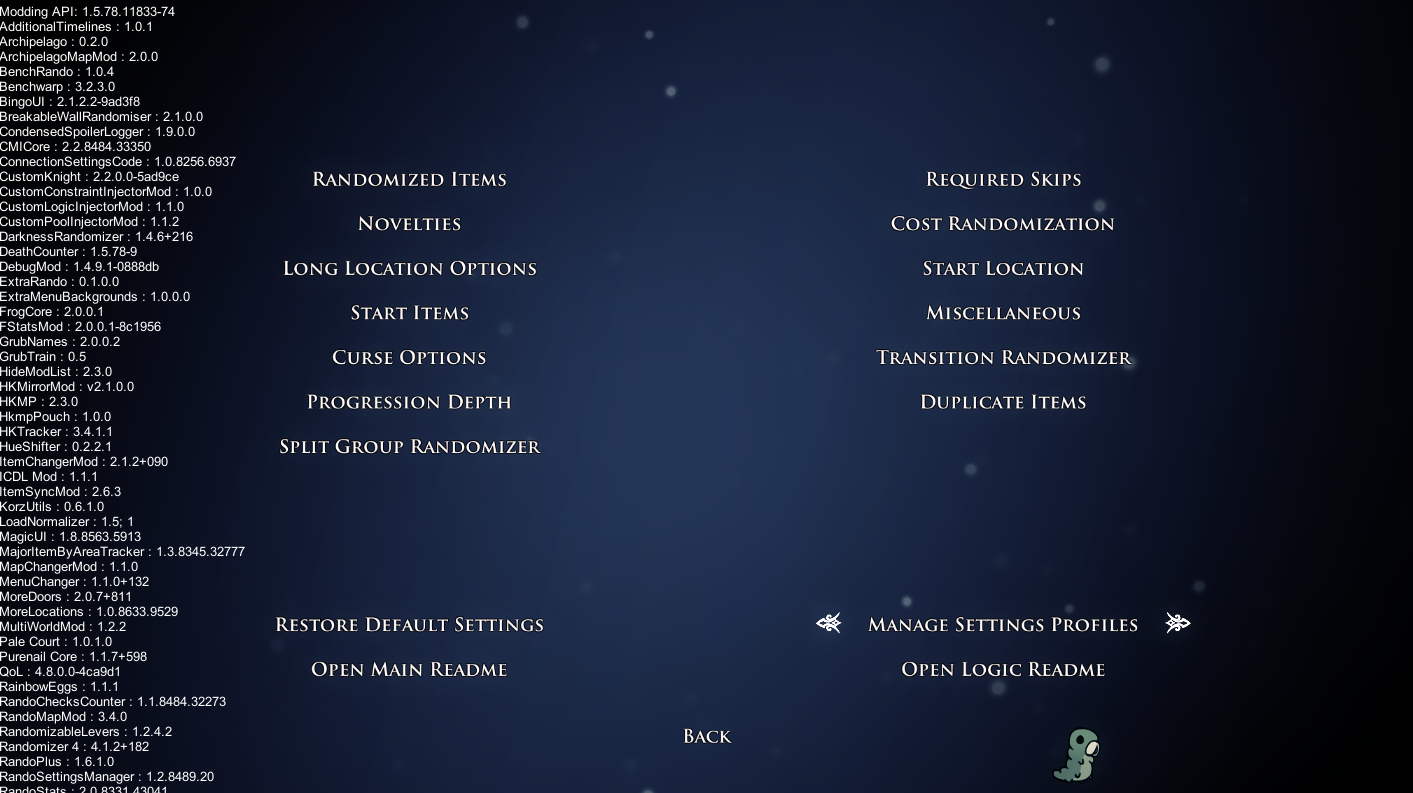 Modding API: 1.5.78.11833-74
AdditionalTimelines : 1.0.1
Archipelago : 0.2.0
ArchipelagoMapMod : 2.0.0
BenchRando : 1.0.4
Benchwarp : 3.2.3.0
BingoUI : 2.1.2.2-9ad3f8
BreakableWallRandomiser : 2.1.0.0
CondensedSpoilerLogger : 1.9.0.0
CMICore : 2.2.8484.33350
ConnectionSettingsCode : 1.0.8256.6937
CustomKnight : 2.2.0.0-5ad9ce
CustomConstraintInjectorMod : 1.0.0
CustomLogicInjectorMod : 1.1.0
CustomPoolInjectorMod : 1.1.2
DarknessRandomizer : 1.4.6+216
DeathCounter : 1.5.78-9
DebugMod : 1.4.9.1-0888db
ExtraRando : 0.1.0.0
ExtraMenuBackgrounds : 1.0.0.0
FrogCore : 2.0.0.1
FStatsMod : 2.0.0.1-8c1956
GrubNames : 2.0.0.2
GrubTrain : 0.5
HideModList : 2.3.0
HKMirrorMod : v2.1.0.0
HKMP : 2.3.0
HkmpPouch : 1.0.0
HKTracker : 3.4.1.1
HueShifter : 0.2.2.1
ItemChangerMod : 2.1.2+090
ICDL Mod : 1.1.1
ItemSyncMod : 2.6.3
KorzUtils : 0.6.1.0
LoadNormalizer : 1.5; 1
MagicUI : 1.8.8563.5913
MajorItemByAreaTracker : 1.3.8345.32777
MapChangerMod : 1.1.0
MenuChanger : 1.1.0+132
MoreDoors : 2.0.7+811
MoreLocations : 1.0.8633.9529
MultiWorldMod : 1.2.2
Pale Court : 1.0.1.0
Purenail Core : 1.1.7+598
QoL : 4.8.0.0-4ca9d1
RainbowEggs : 1.1.1
RandoChecksCounter : 1.1.8484.32273
RandoMapMod : 3.4.0
RandomizableLevers : 1.2.4.2
Randomizer 4 : 4.1.2+182
RandoPlus : 1.6.1.0
RandoSettingsManager : 1.2.8489.20
RandoStats : 2.0.8331.43041
Randomized Items
Novelties
Long Location Options
Start Items
Curse Options
Progression Depth
Split Group Randomizer
Required Skips
Cost Randomization
Start Location
Miscellaneous
Transition Randomizer
Duplicate Items
Restore Default Settings
Manage Settings Profiles
Open Main Readme
Open Logic Readme
Back